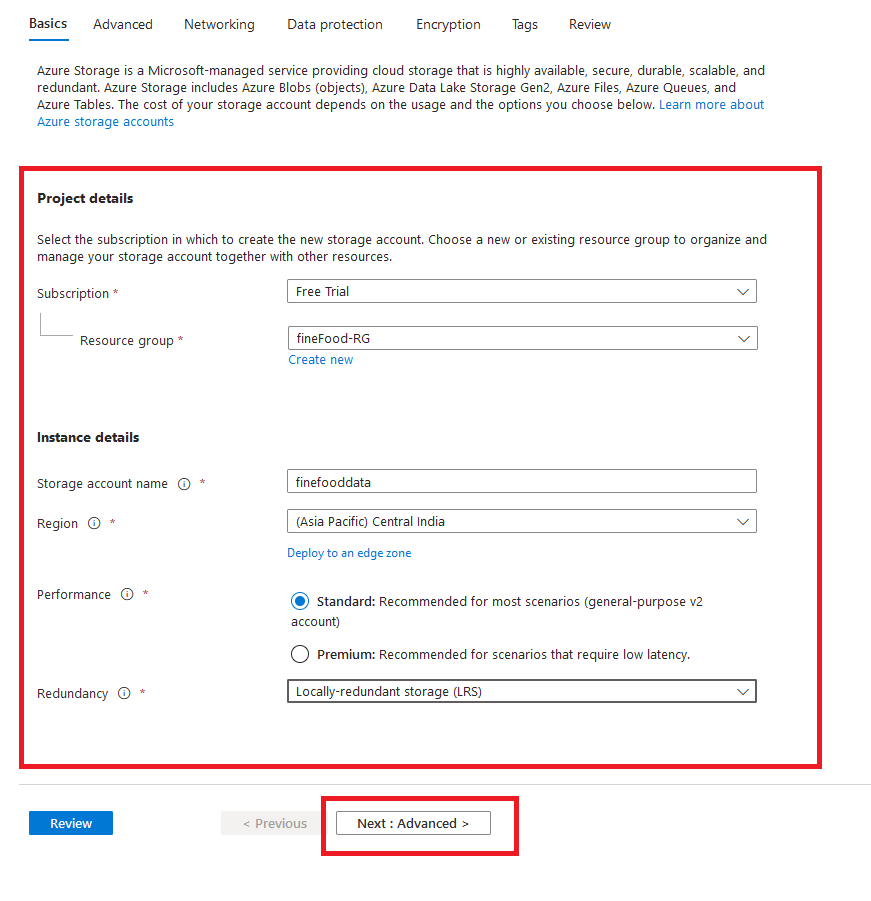 Basics Advanced Networking Data protection Encryption Tags Review
Azure Storage is a Microsoft-managed service providing cloud storage that is highly available, secure, durable, scalable, and
redundant. Azure Storage includes Azure Blobs (objects), Azure Data Lake Storage Gen2, Azure Files, Azure Queues, and
Azure Tables. The cost of your storage account depends on the usage and the options you choose below. Learn more about
Azure storage accounts
Project details
Select the subscription in which to create the new storage account. Choose a new or existing resource group to organize and
manage your storage account together with other resources.
Subscription * Free Trial
Resource group * fineFood-RG
Create new
Instance details
Storage account name * finefooddata
Region * (Asia Pacific) Central India
Deploy to an edge zone
Performance * Standard: Recommended for most scenarios (general-purpose v2
account)
Premium: Recommended for scenarios that require low latency.
Redundancy * Locally-redundant storage (LRS)
Review < Previous Next : Advanced >